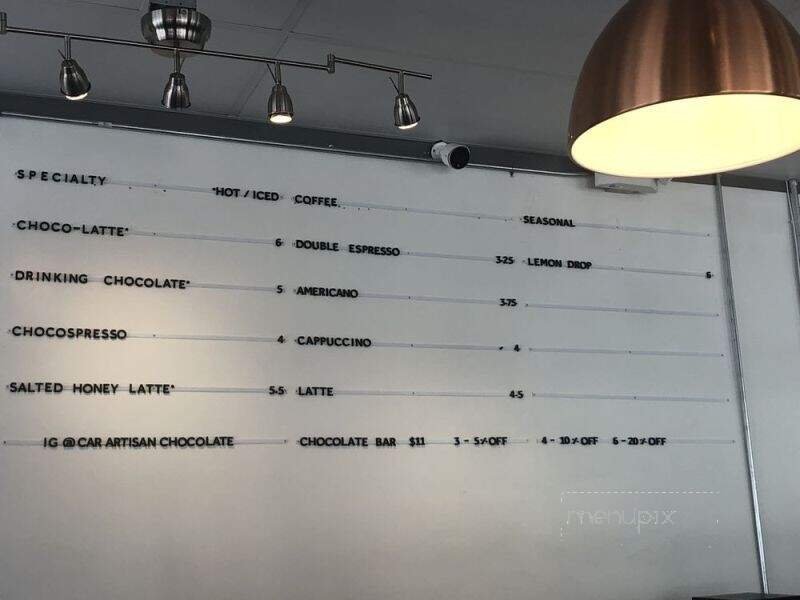 SPECIALTY *HOT / ICED
CHOCO-LATTE* 6
DRINKING CHOCOLATE* 5
CHOCOSPRESSO 4
SALTED HONEY LATTE* 5.5
IG @CAR ARTISAN CHOCOLATE
COFFEE
DOUBLE ESPRESSO 3.25
AMERICANO 3.75
CAPPUCCINO 4
LATTE 4.5
CHOCOLATE BAR $11 3 - 5% OFF 4 - 10% OFF 6 - 20% OFF
SEASONAL
LEMON DROP 6
menupix